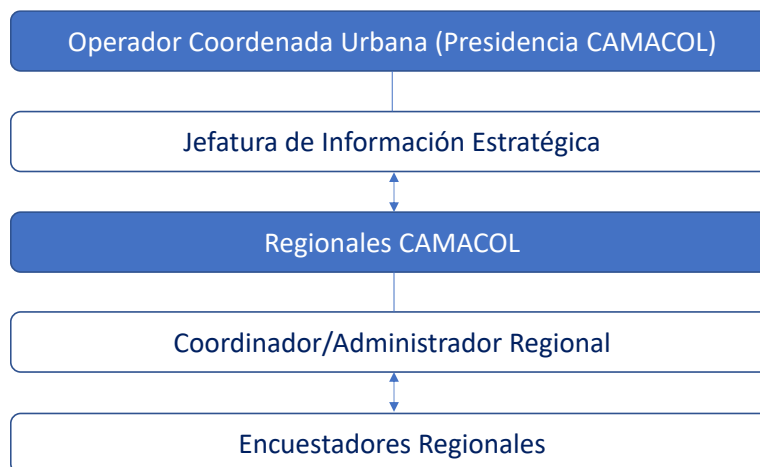 Operador Coordenada Urbana (Presidencia CAMACOL)
Jefatura de Información Estratégica
Regionales CAMACOL
Coordinador/Administrador Regional
Encuestadores Regionales